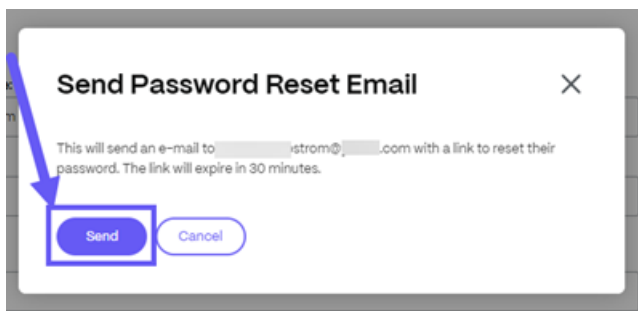 Send Password Reset Email
This will send an e-mail to ostrom@ .com with a link to reset their
password. The link will expire in 30 minutes.
Send Cancel